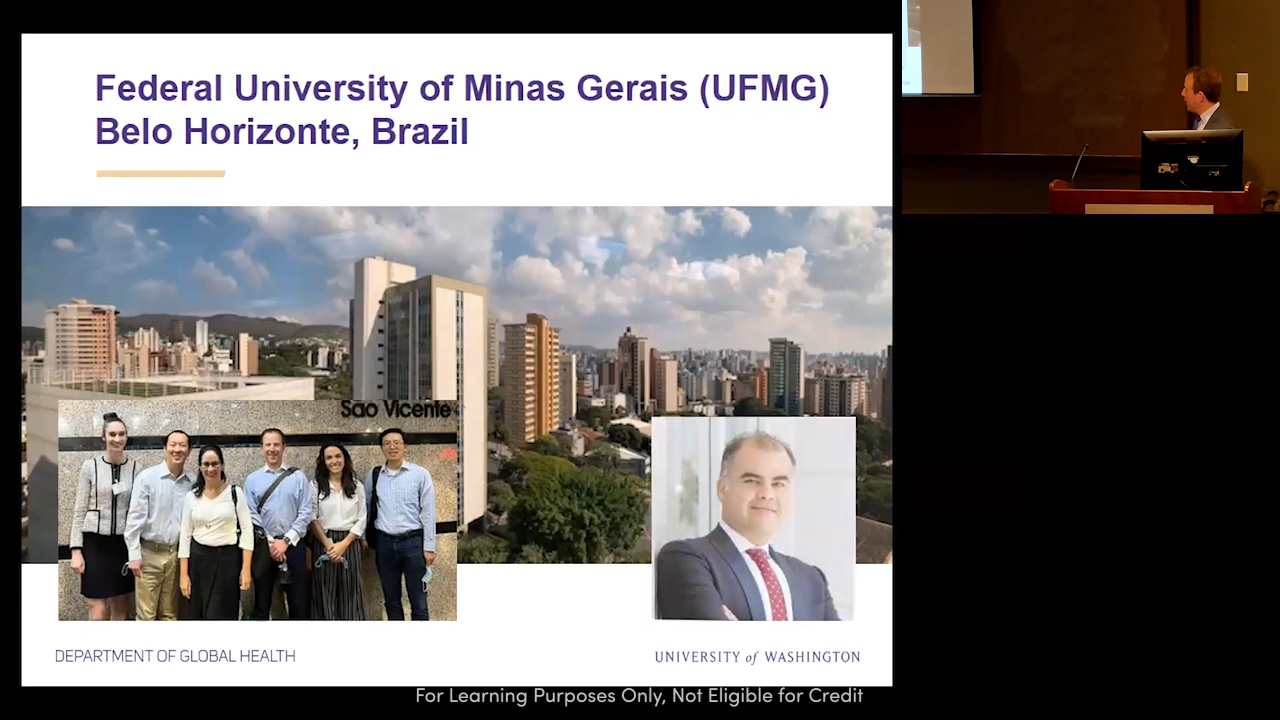 Federal University of Minas Gerais (UFMG)
Belo Horizonte, Brazil
Sao Vicente
DEPARTMENT OF GLOBAL HEALTH
UNIVERSITY of WASHINGTON
For Learning Purposes Only, Not Eligible for Credit